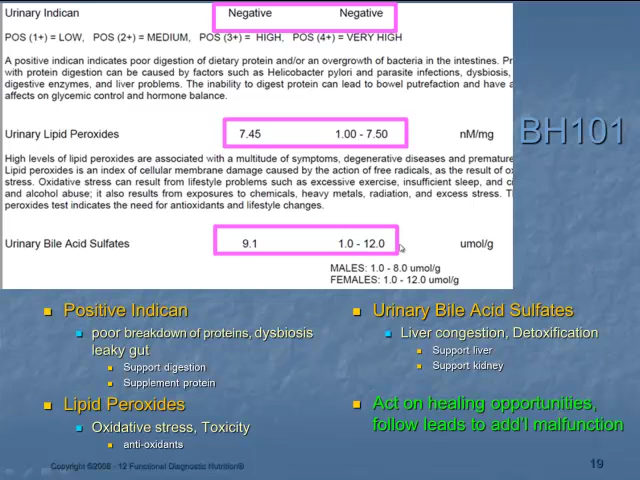 Urinary Indican Negative Negative
POS (1+) = LOW, POS (2+) = MEDIUM, POS (3+) = HIGH, POS (4+) = VERY HIGH
A positive indican indicates poor digestion of dietary protein and/or an overgrowth of bacteria in the intestines. Pr
with protein digestion can be caused by factors such as Helicobacter pylori and parasite infections, dysbiosis,
digestive enzymes, and liver problems. The inability to digest protein can lead to bowel putrefaction and have a
affects on glycemic control and hormone balance.
Urinary Lipid Peroxides 7.45 1.00 - 7.50 nM/mg
BH101
High levels of lipid peroxides are associated with a multitude of symptoms, degenerative diseases and premature
Lipid peroxides is an index of cellular membrane damage caused by the action of free radicals, as the result of ox
stress. Oxidative stress can result from lifestyle problems such as excessive exercise, insufficient sleep, and c
and alcohol abuse; it also results from exposures to chemicals, heavy metals, radiation, and excess stress. T
peroxides test indicates the need for antioxidants and lifestyle changes.
Urinary Bile Acid Sulfates 9.1 1.0 - 12.0 umol/g
MALES: 1.0 - 8.0 umol/g
FEMALES: 1.0 - 12.0 umol/g
Positive Indican
poor breakdown of proteins, dysbiosis
leaky gut
Support digestion
Supplement protein
Lipid Peroxides
Oxidative stress, Toxicity
anti-oxidants
Urinary Bile Acid Sulfates
Liver congestion, Detoxification
Support liver
Support kidney
Act on healing opportunities,
follow leads to add'l malfunction
Copyright ©2008 - 12 Functional Diagnostic Nutrition®
19